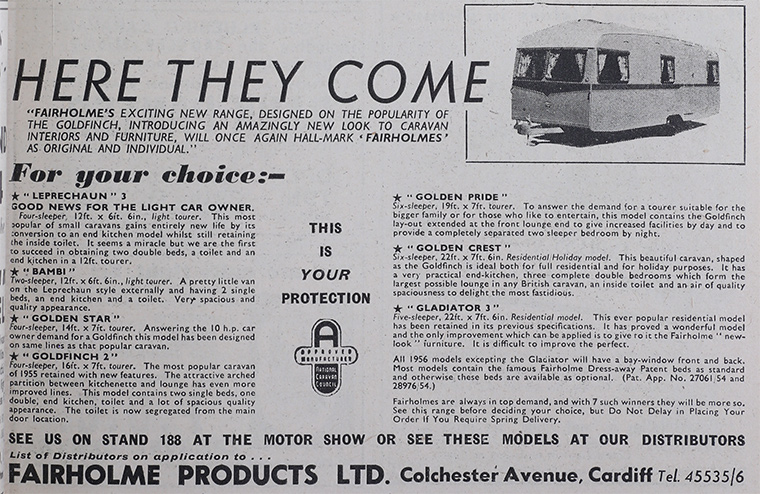 HERE THEY COME
"FAIRHOLME'S EXCITING NEW RANGE, DESIGNED ON THE POPULARITY OF
THE GOLDFINCH, INTRODUCING AN AMAZINGLY NEW LOOK TO CARAVAN
INTERIORS AND FURNITURE, WILL ONCE AGAIN HALL-MARK 'FAIRHOLMES'
AS ORIGINAL AND INDIVIDUAL."
For your choice:-
★ "LEPRECHAUN" 3
GOOD NEWS FOR THE LIGHT CAR OWNER.
Four-sleeper, 12ft. x 6ft. 6in., light tourer. This most
popular of small caravans gains entirely new life by its
conversion to an end kitchen model whilst still retaining
the inside toilet. It seems a miracle but we are the first
to succeed in obtaining two double beds, a toilet and an
end kitchen in a 12ft. tourer.
★ "BAMBI"
Two-sleeper, 12ft. x 6ft. 6in., light tourer. A pretty little van
on the Leprechaun style externally and having 2 single
beds, an end kitchen and a toilet. Very spacious and
quality appearance.
★ "GOLDEN STAR"
Four-sleeper, 14ft. x 7ft. tourer. Answering the 10 h.p. car
owner demand for a Goldfinch this model has been designed
on same lines as that popular caravan.
★ "GOLDFINCH 2"
Four-sleeper, 16ft. x 7ft. tourer. The most popular caravan
of 1955 retained with new features. The attractive arched
partition between kitchenette and lounge has even more
improved lines. This model contains two single beds, one
double, end kitchen, toilet and a lot of spacious quality
appearance. The toilet is now segregated from the main
door location.
THIS
IS
YOUR
PROTECTION
A
APPROVED
MANUFACTURER
NATIONAL
CARAVAN
COUNCIL
★ "GOLDEN PRIDE"
Six-sleeper, 19ft. x 7ft. tourer. To answer the demand for a tourer suitable for the
bigger family or for those who like to entertain, this model contains the Goldfinch
lay-out extended at the front lounge end to give increased facilities by day and to
provide a completely separated two sleeper bedroom by night.
★ "GOLDEN CREST"
Six-sleeper, 22ft. x 7ft. 6in. Residential Holiday model. This beautiful caravan, shaped
as the Goldfinch is ideal both for full residential and for holiday purposes. It has
a very practical end-kitchen, three complete double bedrooms which form the
largest possible lounge in any British caravan, an inside toilet and an air of quality
spaciousness to delight the most fastidious.
★ "GLADIATOR 3"
Five-sleeper, 22ft. x 7ft. 6in. Residential model. This ever popular residential model
has been retained in its previous specifications. It has proved a wonderful model
and the only improvement which can be applied is to give to it the Fairholme "new-
look" furniture. It is difficult to improve the perfect.
All 1956 models excepting the Glaciator will have a bay-window front and back.
Most models contain the famous Fairholme Dress-away Patent beds as standard
and otherwise these beds are available as optional. (Pat. App. No. 27061/54 and
28976/54.)
Fairholmes are always in top demand, and with 7 such winners they will be more so.
See this range before deciding your choice, but Do Not Delay in Placing Your
Order If You Require Spring Delivery.
SEE US ON STAND 188 AT THE MOTOR SHOW OR SEE THESE MODELS AT OUR DISTRIBUTORS
List of Distributors on application to . . .
FAIRHOLME PRODUCTS LTD. Colchester Avenue, Cardiff Tel. 45535/6